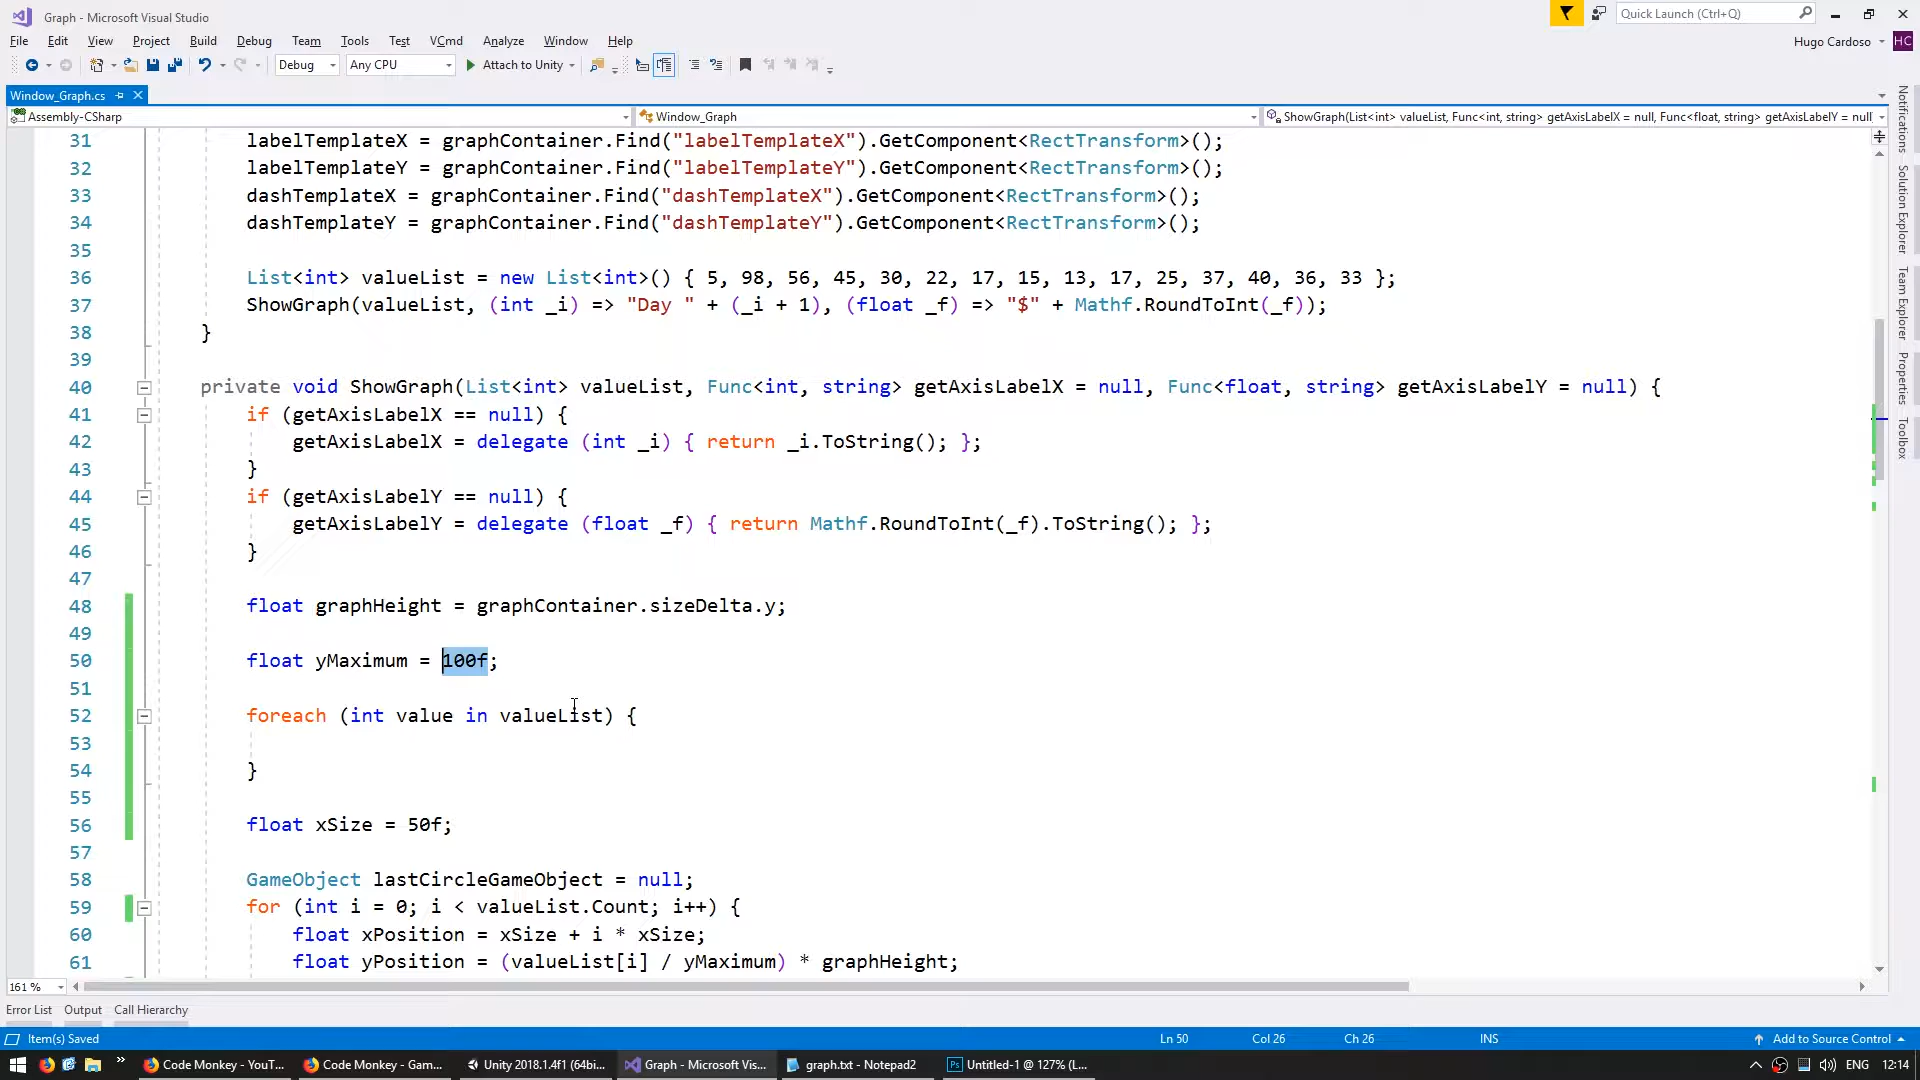 Graph - Microsoft Visual Studio
Quick Launch (Ctrl+Q)
File Edit View Project Build Debug Team Tools Test VCmd Analyze Window Help
Hugo Cardoso HC
Debug Any CPU Attach to Unity
Window_Graph.cs
Assembly-CSharp Window_Graph ShowGraph(List<int> valueList, Func<int, string> getAxisLabelX = null, Func<float, string> getAxisLabelY = null
31 labelTemplateX = graphContainer.Find("labelTemplateX").GetComponent<RectTransform>();
32 labelTemplateY = graphContainer.Find("labelTemplateY").GetComponent<RectTransform>();
33 dashTemplateX = graphContainer.Find("dashTemplateX").GetComponent<RectTransform>();
34 dashTemplateY = graphContainer.Find("dashTemplateY").GetComponent<RectTransform>();
35
36 List<int> valueList = new List<int>() { 5, 98, 56, 45, 30, 22, 17, 15, 13, 17, 25, 37, 40, 36, 33 };
37 ShowGraph(valueList, (int _i) => "Day " + (_i + 1), (float _f) => "$" + Mathf.RoundToInt(_f));
38 }
39
40 private void ShowGraph(List<int> valueList, Func<int, string> getAxisLabelX = null, Func<float, string> getAxisLabelY = null) {
41 if (getAxisLabelX == null) {
42 getAxisLabelX = delegate (int _i) { return _i.ToString(); };
43 }
44 if (getAxisLabelY == null) {
45 getAxisLabelY = delegate (float _f) { return Mathf.RoundToInt(_f).ToString(); };
46 }
47
48 float graphHeight = graphContainer.sizeDelta.y;
49
50 float yMaximum = 100f;
51
52 foreach (int value in valueList) {
53
54 }
55
56 float xSize = 50f;
57
58 GameObject lastCircleGameObject = null;
59 for (int i = 0; i < valueList.Count; i++) {
60 float xPosition = xSize + i * xSize;
61 float yPosition = (valueList[i] / yMaximum) * graphHeight;
Notifications
Solution Explorer
Team Explorer
Properties
Toolbox
161 %
Error List Output Call Hierarchy
Item(s) Saved Ln 50 Col 26 Ch 26 INS Add to Source Control
Code Monkey - YouT... Code Monkey - Gam... Unity 2018.1.4f1 (64bi... Graph - Microsoft Vis... graph.txt - Notepad2 Untitled-1 @ 127% (L... ENG 12:14